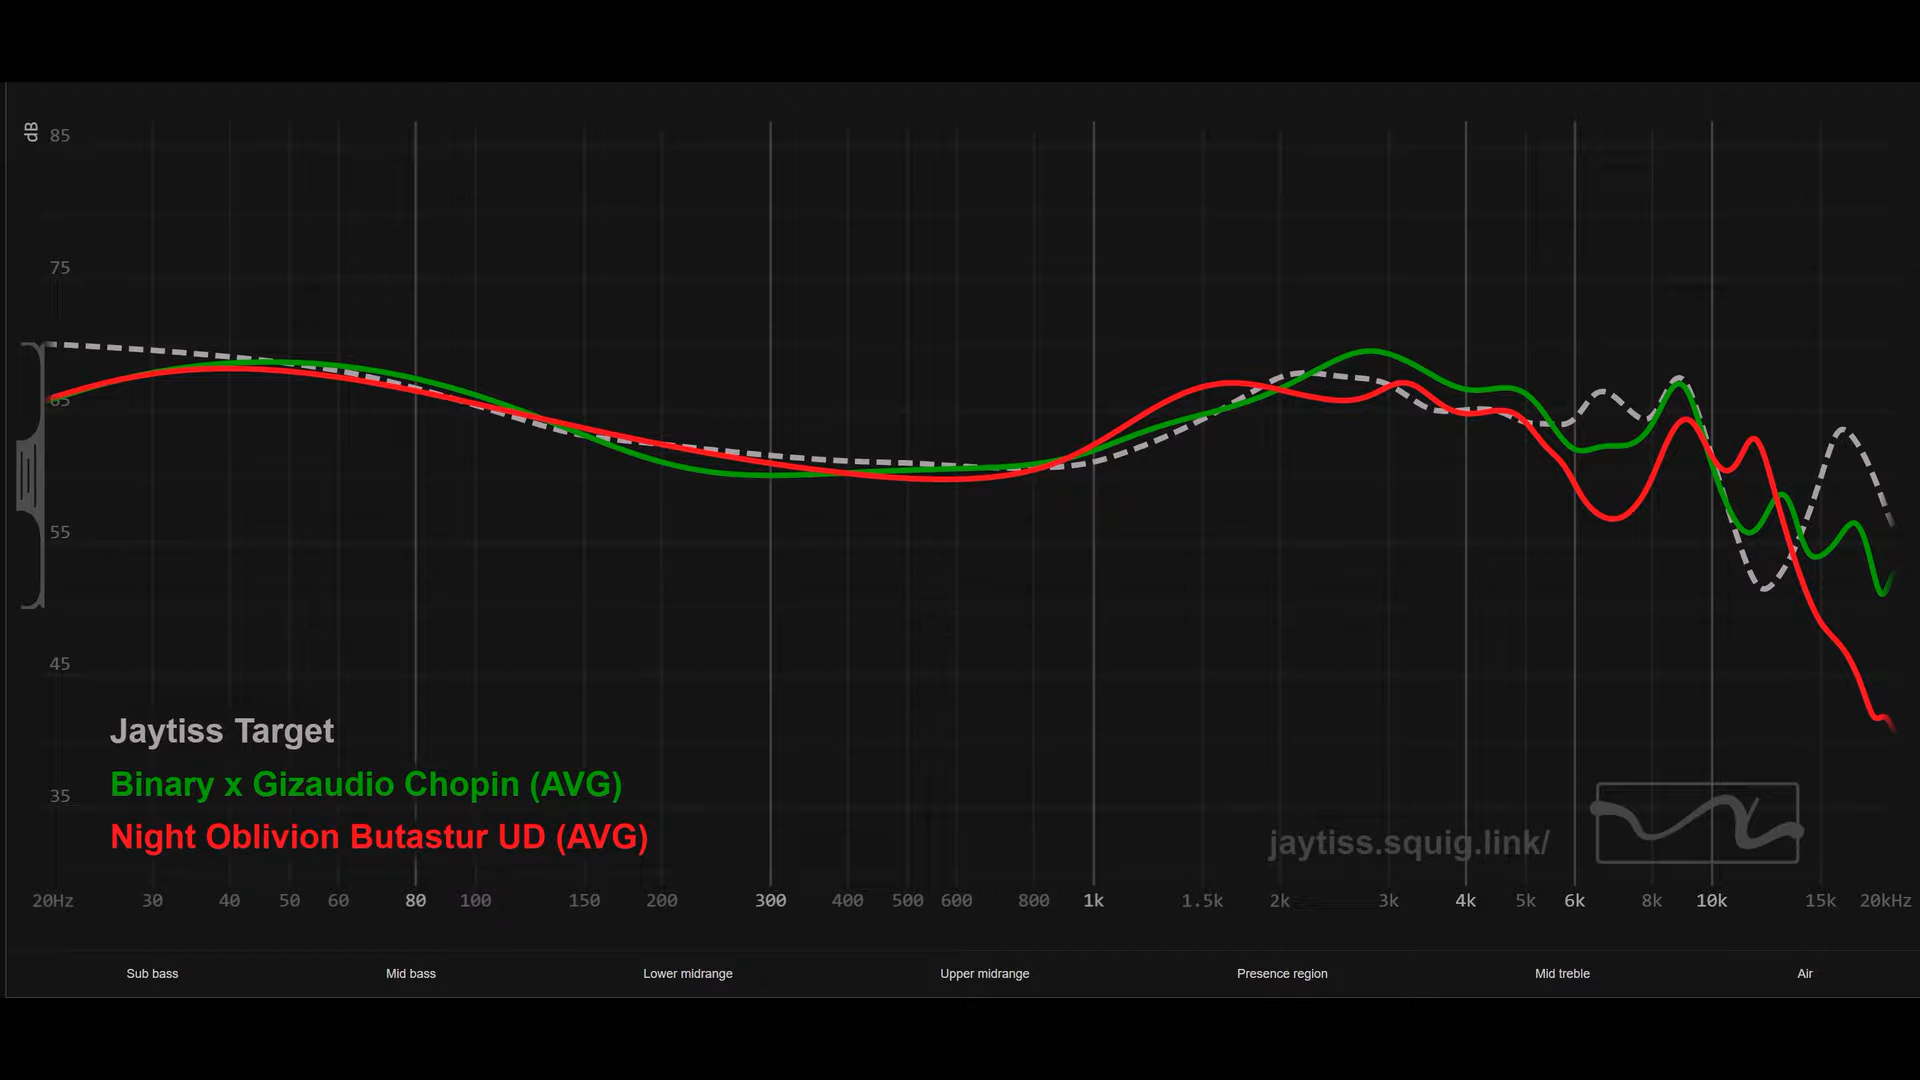 dB
85
75
65
55
45
35
Jaytiss Target
Binary x Gizaudio Chopin (AVG)
Night Oblivion Butastur UD (AVG)
jaytiss.squig.link/
20Hz 30 40 50 60 80 100 150 200 300 400 500 600 800 1k 1.5k 2k 3k 4k 5k 6k 8k 10k 15k 20kHz
Sub bass Mid bass Lower midrange Upper midrange Presence region Mid treble Air